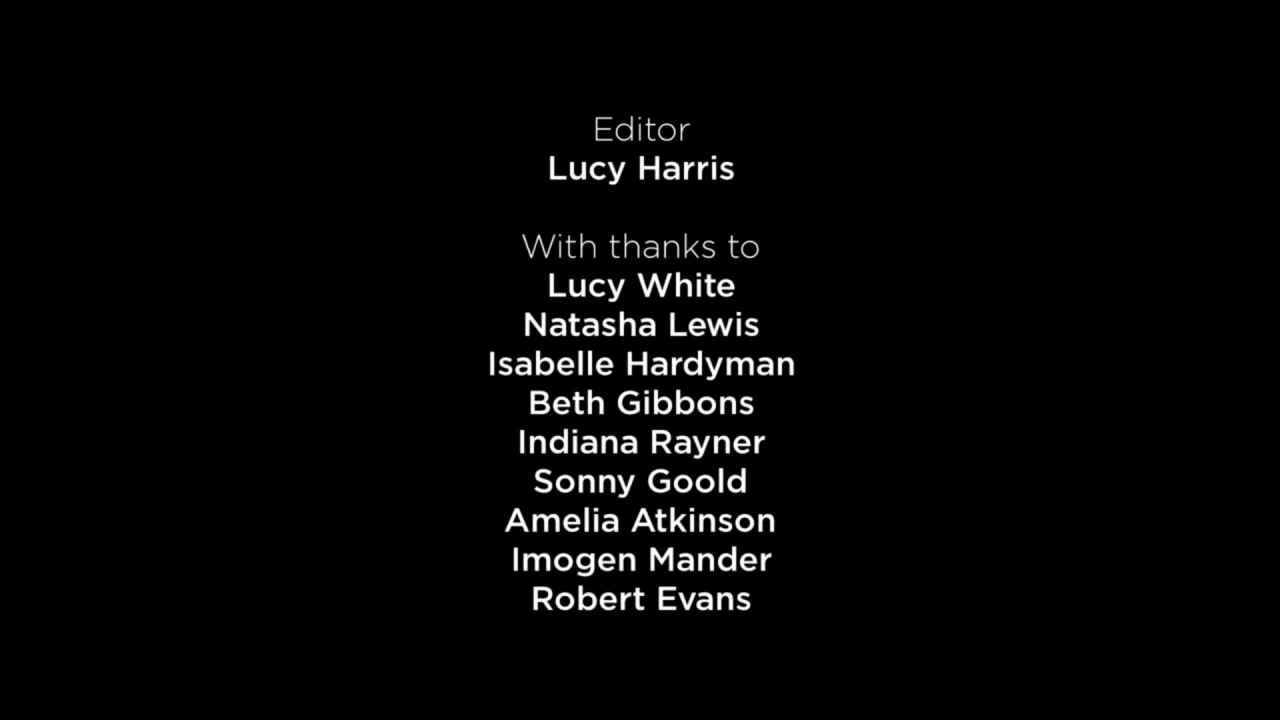 Editor
Lucy Harris
With thanks to
Lucy White
Natasha Lewis
Isabelle Hardyman
Beth Gibbons
Indiana Rayner
Sonny Goold
Amelia Atkinson
Imogen Mander
Robert Evans